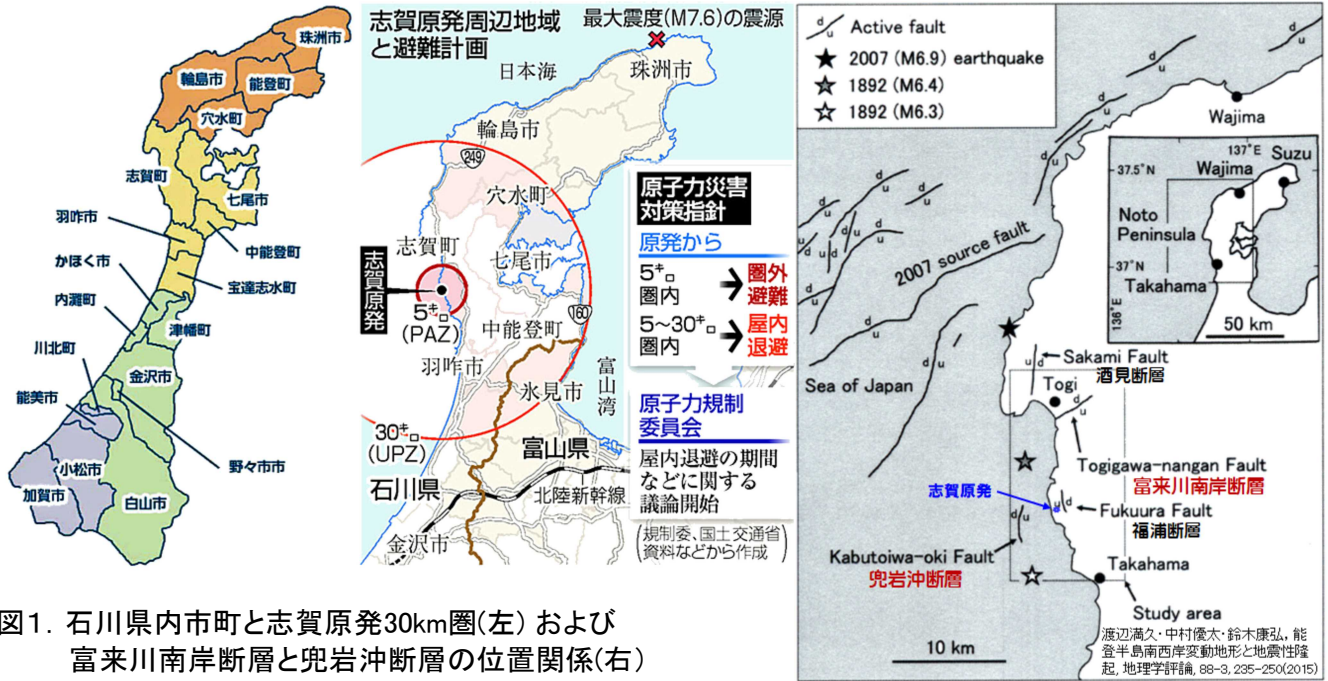 珠洲市
輪島市
能登町
穴水町
志賀町
七尾市
羽咋市
中能登町
かほく市
宝達志水町
内灘町
津幡町
川北町
金沢市
能美市
野々市市
小松市
加賀市
白山市
志賀原発周辺地域
と避難計画
最大震度(M7.6)の震源
日本海
珠洲市
輪島市
249
穴水町
志賀町
七尾市
志賀原発
5㌔
(PAZ)
160
中能登町
羽咋市
氷見市
富山湾
30㌔
(UPZ)
富山県
石川県
北陸新幹線
金沢市
原子力災害
対策指針
原発から
5㌔圏内
圏外避難
5~30㌔圏内
屋内退避
原子力規制
委員会
屋内退避の期間
などに関する
議論開始
(規制委、国土交通省
資料などから作成)
d u Active fault
2007 (M6.9) earthquake
1892 (M6.4)
1892 (M6.3)
Wajima
137°E
37.5°N
Wajima
Suzu
Noto
Peninsula
37°N
Takahama
136°E
50 km
2007 source fault
Sea of Japan
Sakami Fault
酒見断層
Togi
Togigawa-nangan Fault
富来川南岸断層
志賀原発
Fukuura Fault
福浦断層
Kabutoiwa-oki Fault
兜岩沖断層
Takahama
Study area
10 km
渡辺満久・中村優太・鈴木康弘, 能
登半島南西岸変動地形と地震性隆
起, 地理学評論, 88-3, 235-250(2015)
図1. 石川県内市町と志賀原発30km圏(左) および
富来川南岸断層と兜岩沖断層の位置関係(右)